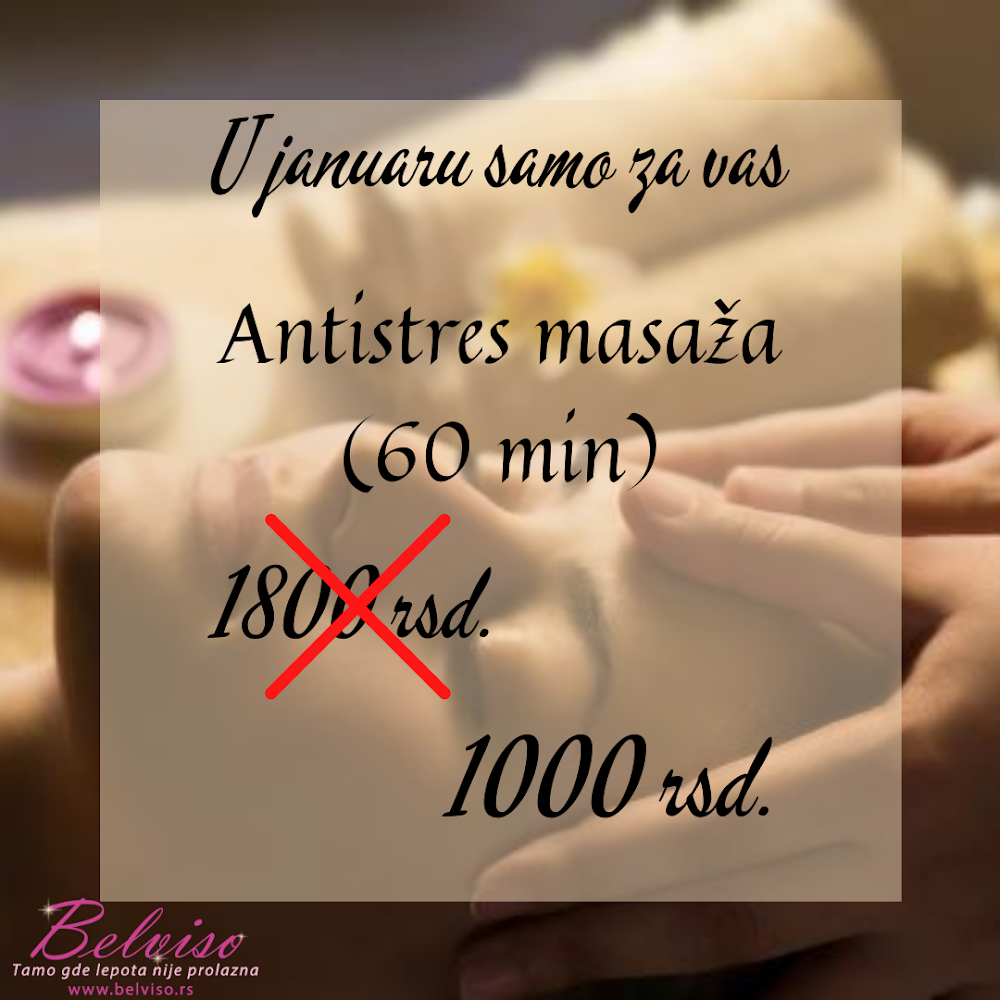 U januaru samo za vas
Antistres masaža
(60 min)
1800 rsd.
1000 rsd.
Belviso
Tamo gde lepota nije prolazna
www.belviso.rs